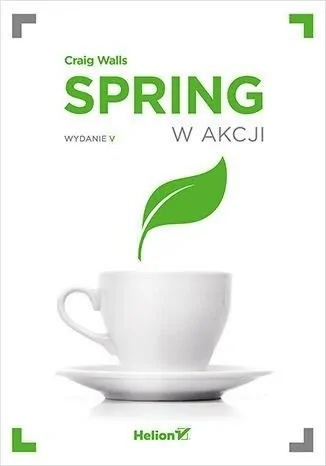 Craig Walls
SPRING
WYDANIE V
W AKCJI
Helion